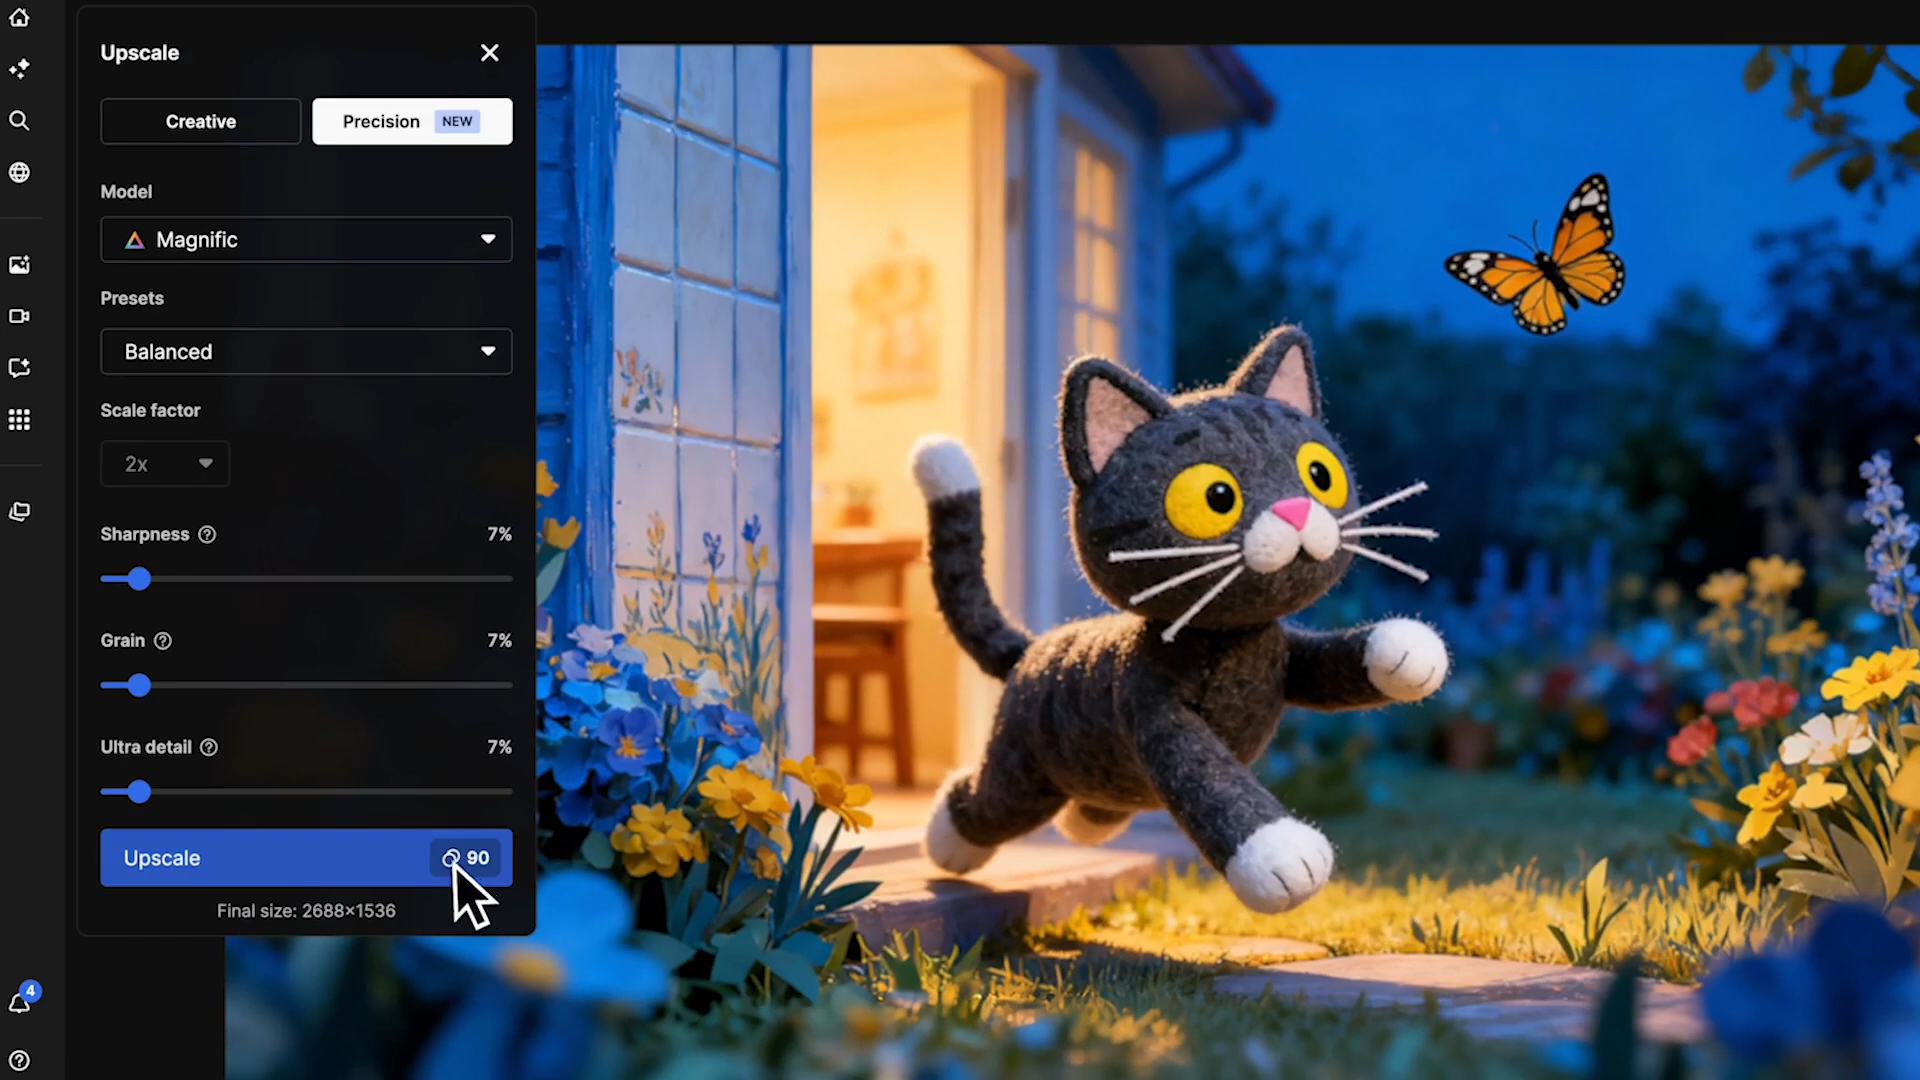 Upscale
Creative
Precision NEW
Model
Magnific
Presets
Balanced
Scale factor
2x
Sharpness 7%
Grain 7%
Ultra detail 7%
Upscale 90
Final size: 2688×1536
4